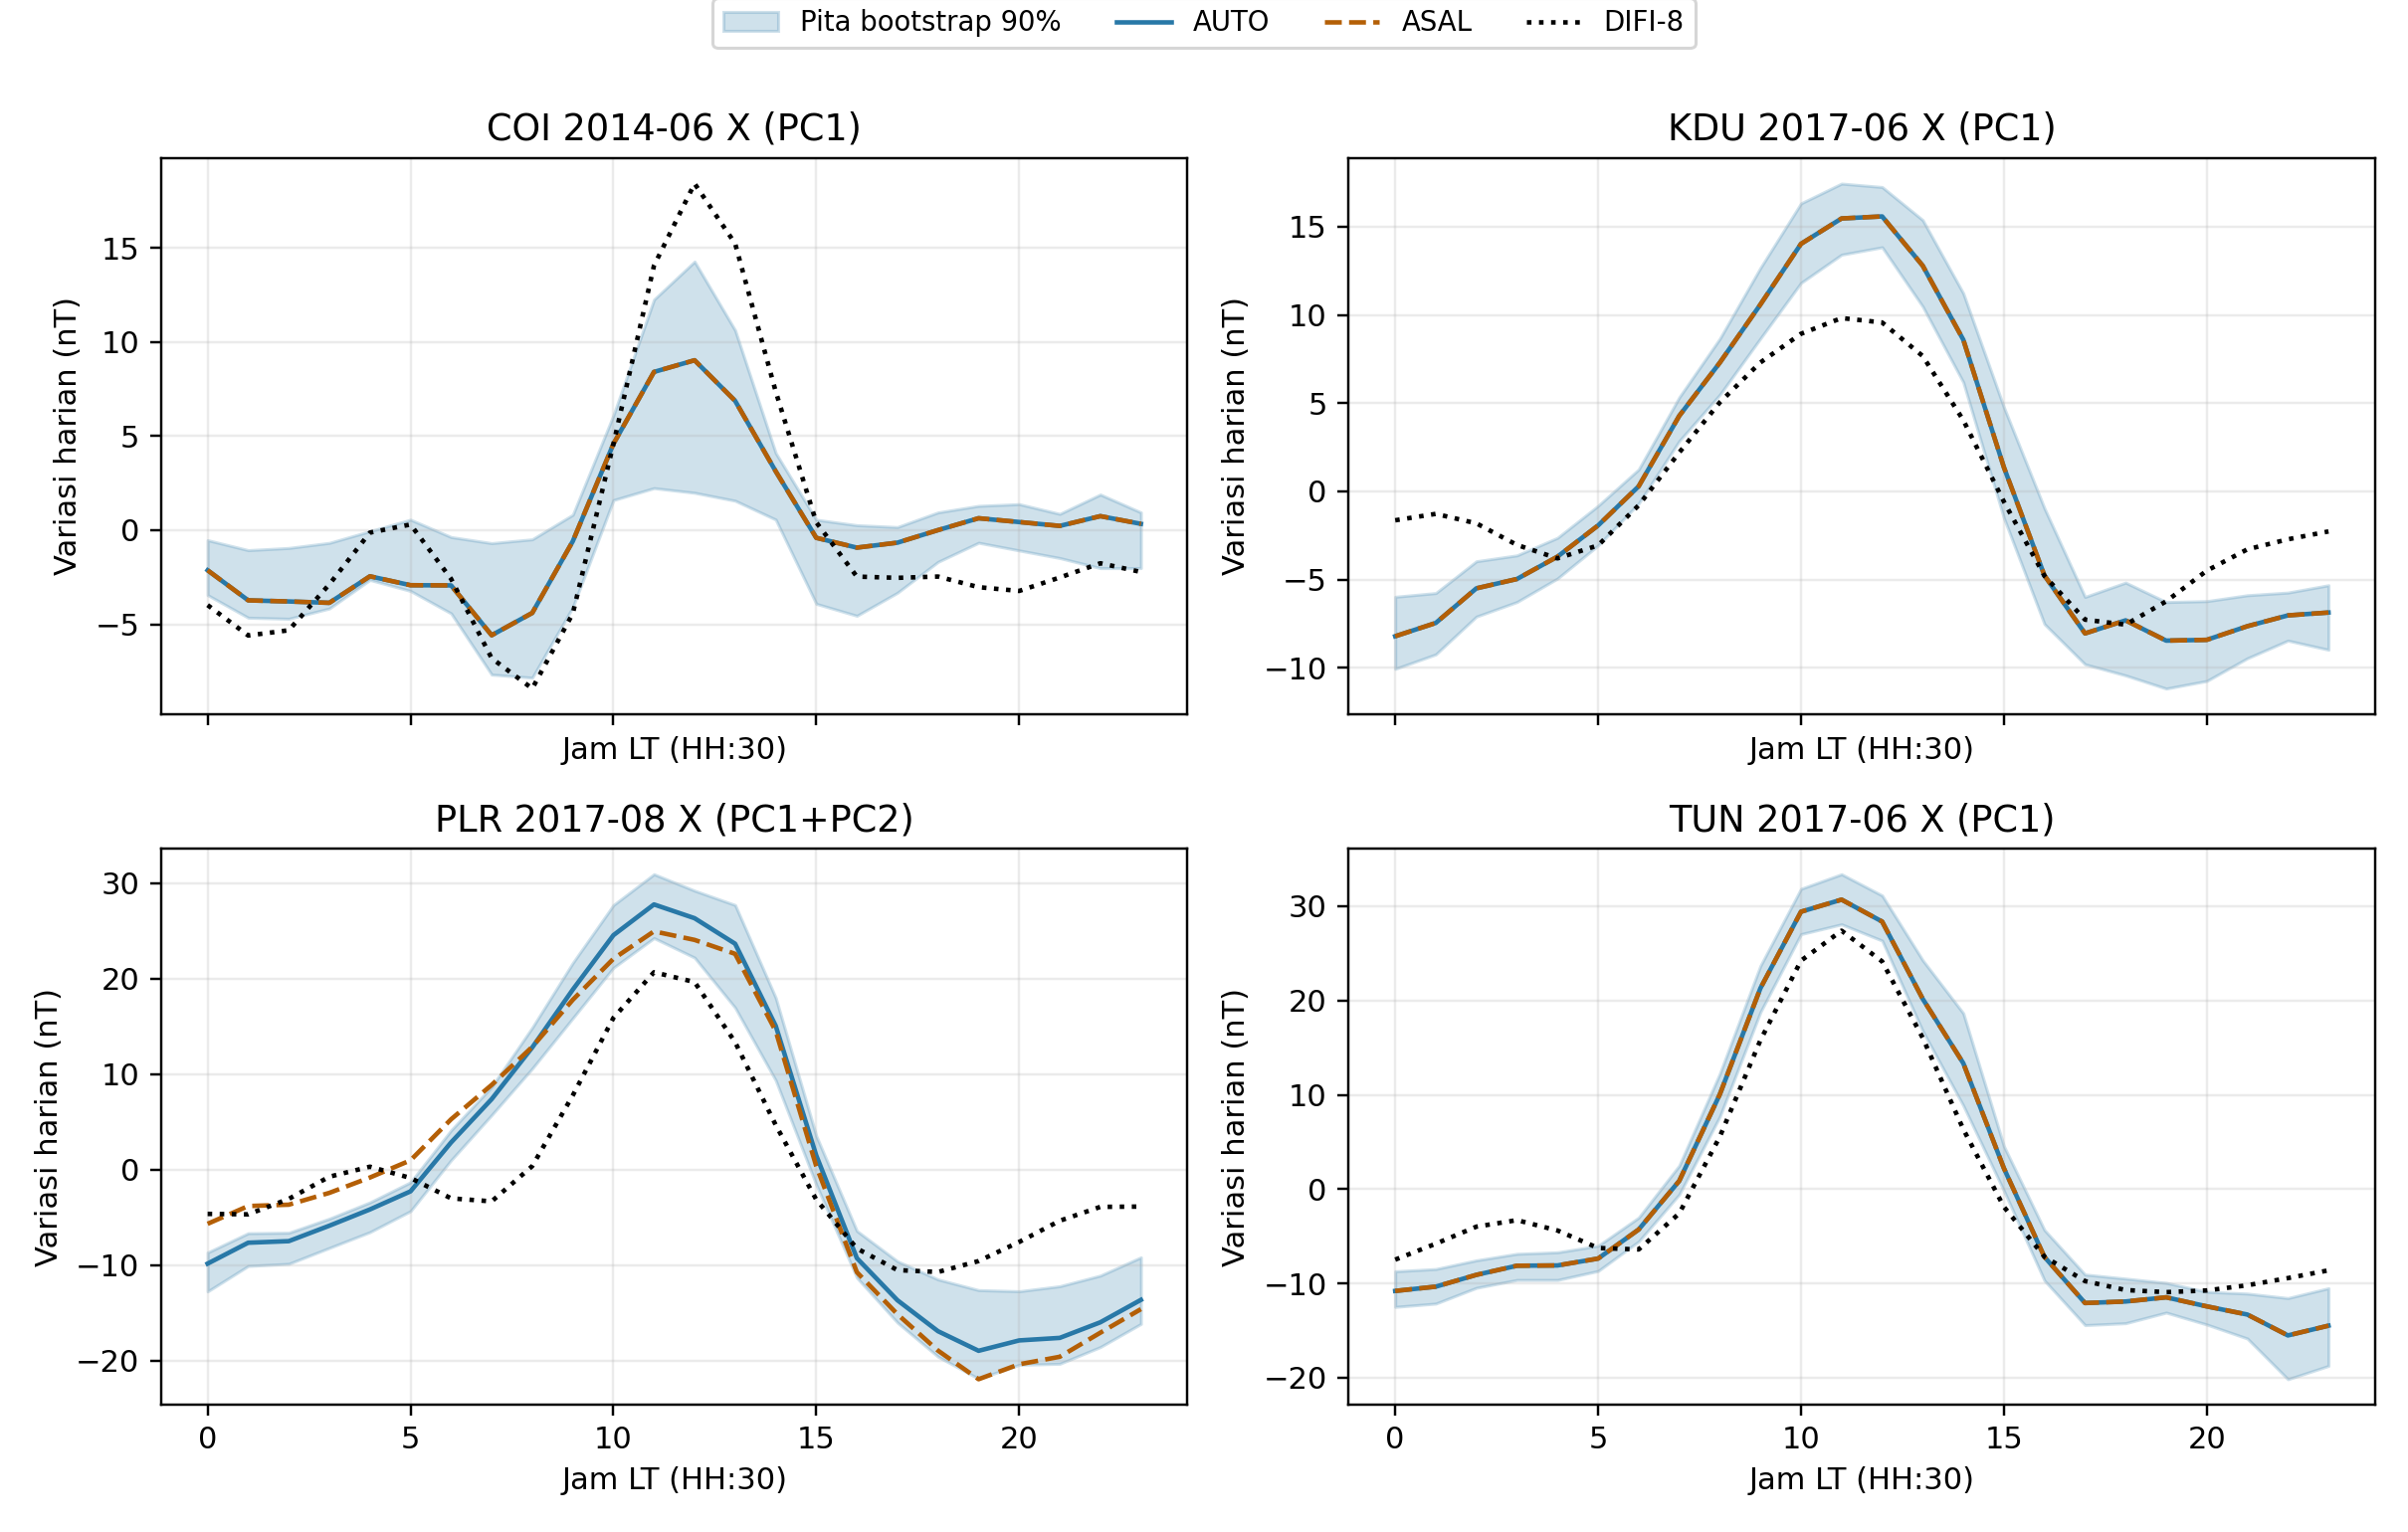 Pita bootstrap 90% AUTO ASAL DIFI-8
COI 2014-06 X (PC1)
Variasi harian (nT)
15
10
5
0
−5
Jam LT (HH:30)
KDU 2017-06 X (PC1)
Variasi harian (nT)
15
10
5
0
−5
−10
Jam LT (HH:30)
PLR 2017-08 X (PC1+PC2)
Variasi harian (nT)
30
20
10
0
−10
−20
0 5 10 15 20
Jam LT (HH:30)
TUN 2017-06 X (PC1)
Variasi harian (nT)
30
20
10
0
−10
−20
0 5 10 15 20
Jam LT (HH:30)